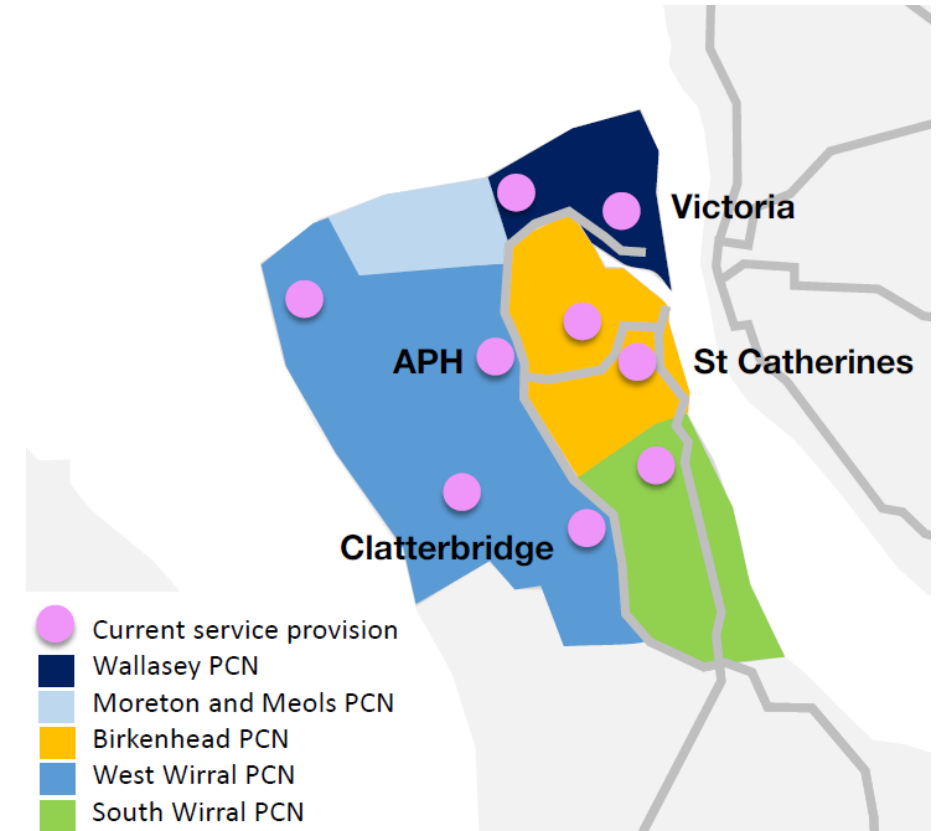 Victoria
APH
St Catherines
Clatterbridge
Current service provision
Wallasey PCN
Moreton and Meols PCN
Birkenhead PCN
West Wirral PCN
South Wirral PCN